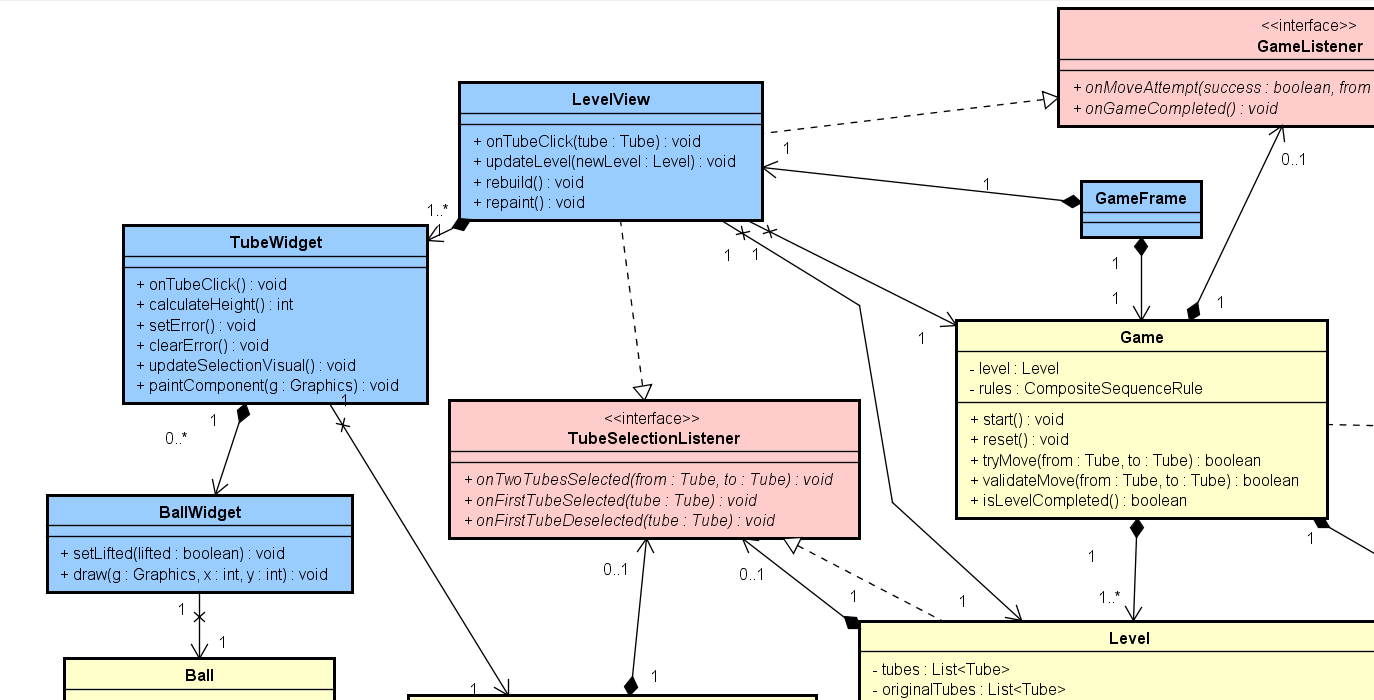 <<interface>>
GameListener
+ onMoveAttempt(success : boolean, from
+ onGameCompleted() : void
LevelView
+ onTubeClick(tube : Tube) : void
+ updateLevel(newLevel : Level) : void
+ rebuild() : void
+ repaint() : void
1
0..1
1
GameFrame
1..*
1
TubeWidget
+ onTubeClick() : void
+ calculateHeight() : int
+ setError() : void
+ clearError() : void
+ updateSelectionVisual() : void
+ paintComponent(g : Graphics) : void
1
1
1
1
1
1
Game
- level : Level
- rules : CompositeSequenceRule
+ start() : void
+ reset() : void
+ tryMove(from : Tube, to : Tube) : boolean
+ validateMove(from : Tube, to : Tube) : boolean
+ isLevelCompleted() : boolean
1
1
0..*
<<interface>>
TubeSelectionListener
+ onTwoTubesSelected(from : Tube, to : Tube) : void
+ onFirstTubeSelected(tube : Tube) : void
+ onFirstTubeDeselected(tube : Tube) : void
BallWidget
+ setLifted(lifted : boolean) : void
+ draw(g : Graphics, x : int, y : int) : void
1
1
0..1
0..1
1
1
1..*
1
1
Ball
1
1
Level
- tubes : List<Tube>
- originalTubes : List<Tube>